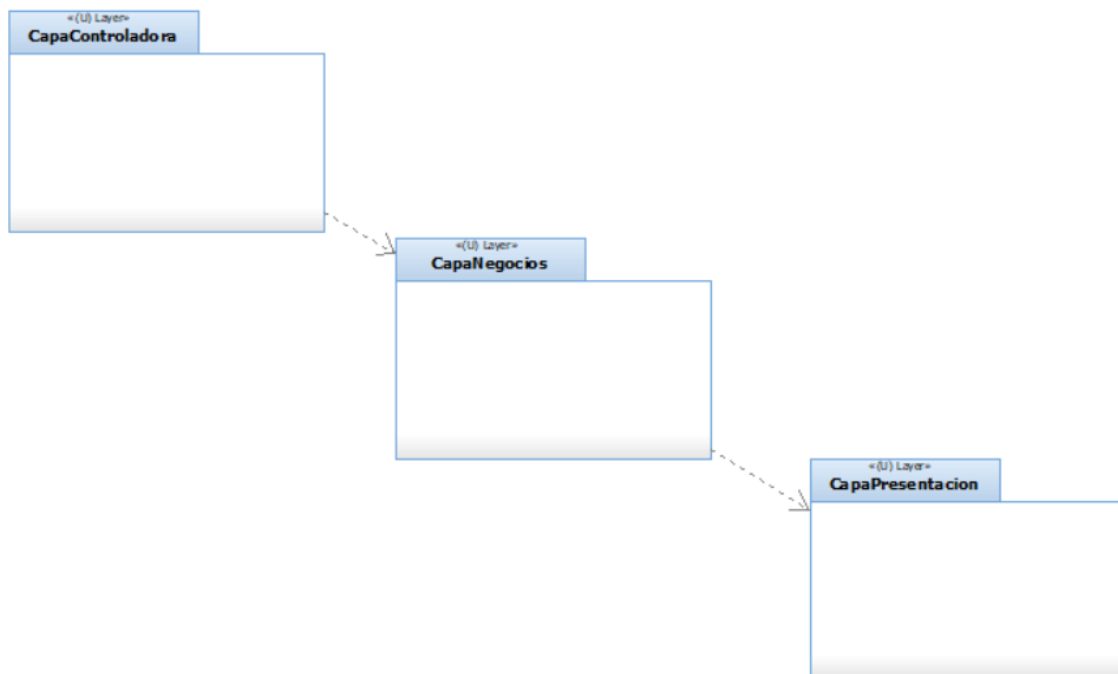 «(U) Layer»
CapaControladora
«(U) Layer»
CapaNegocios
«(U) Layer»
CapaPresentacion